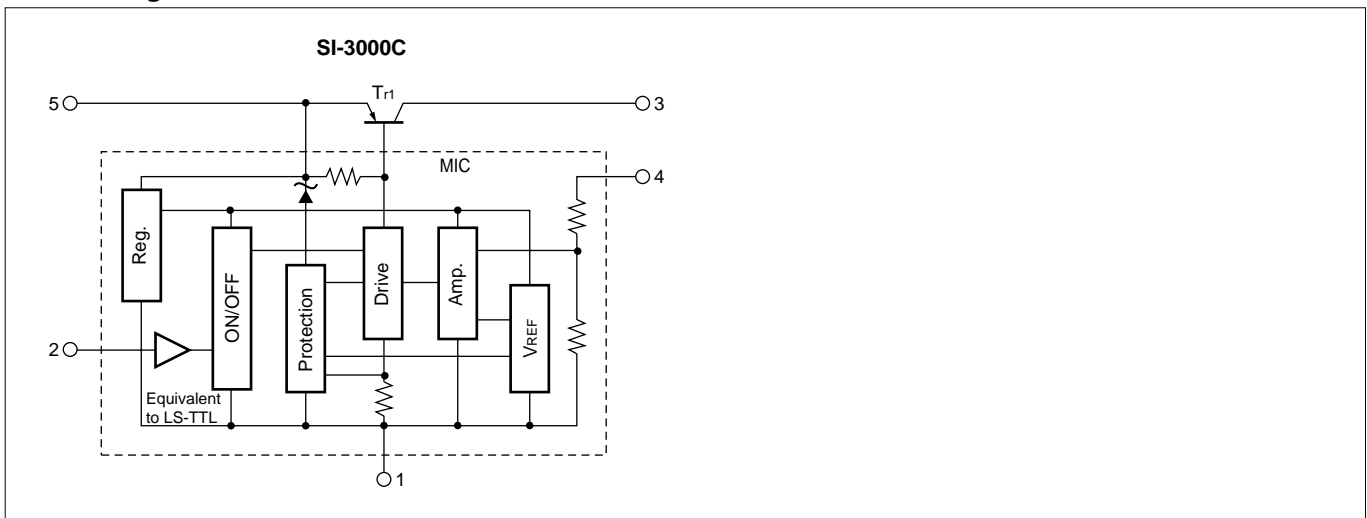 SI-3000C
5
Tr1
3
MIC
4
Reg.
ON/OFF
Protection
Drive
Amp.
VREF
2
Equivalent
to LS-TTL
1